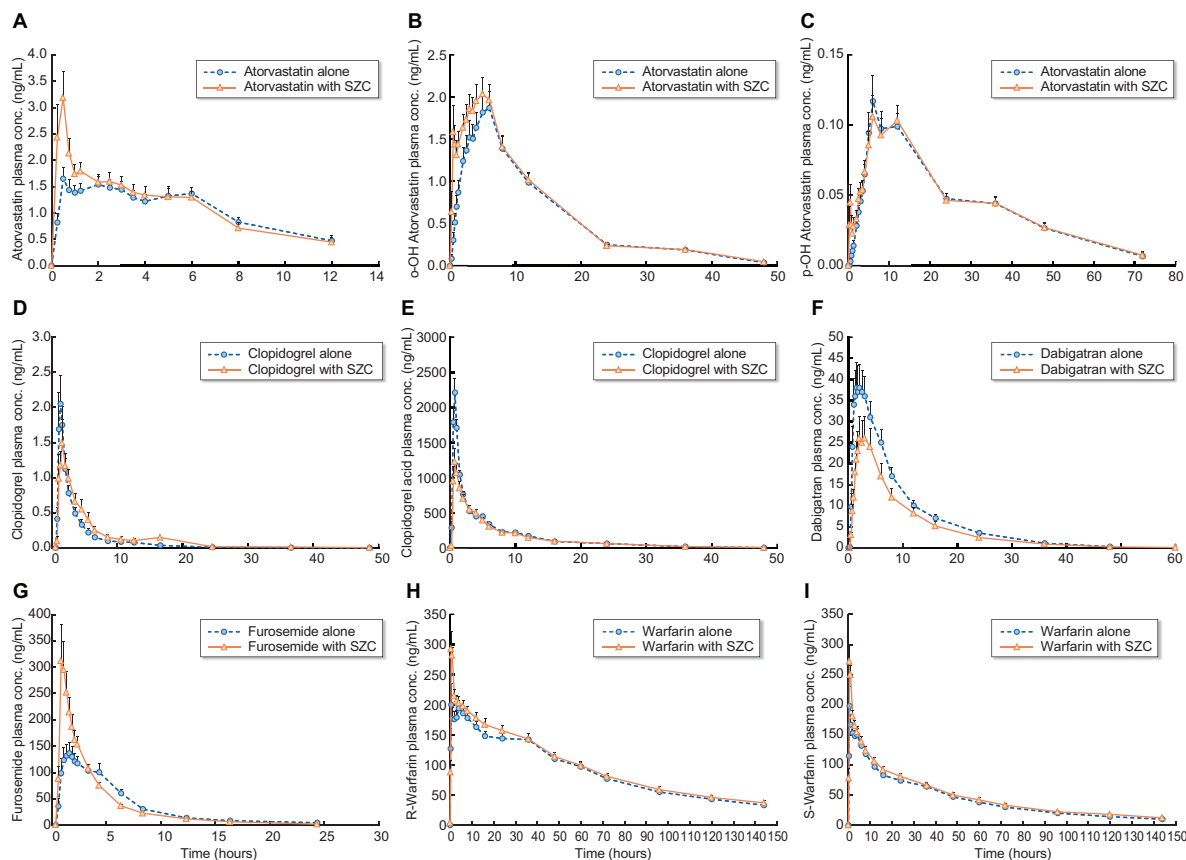 A
Atorvastatin plasma conc. (ng/mL)
4.0
3.5
3.0
2.5
2.0
1.5
1.0
0.5
0.0
0 2 4 6 8 10 12 14
Atorvastatin alone
Atorvastatin with SZC
B
o-OH Atorvastatin plasma conc. (ng/mL)
2.5
2.0
1.5
1.0
0.5
0.0
0 10 20 30 40 50
Atorvastatin alone
Atorvastatin with SZC
C
p-OH Atorvastatin plasma conc. (ng/mL)
0.15
0.10
0.05
0.00
0 20 40 60 80
Atorvastatin alone
Atorvastatin with SZC
D
Clopidogrel plasma conc. (ng/mL)
3.0
2.5
2.0
1.5
1.0
0.5
0.0
0 10 20 30 40 50
Clopidogrel alone
Clopidogrel with SZC
E
Clopidogrel acid plasma conc. (ng/mL)
3000
2500
2000
1500
1000
500
0
0 10 20 30 40 50
Clopidogrel alone
Clopidogrel with SZC
F
Dabigatran plasma conc. (ng/mL)
50
45
40
35
30
25
20
15
10
5
0
0 10 20 30 40 50 60
Dabigatran alone
Dabigatran with SZC
G
Furosemide plasma conc. (ng/mL)
400
350
300
250
200
150
100
50
0
0 5 10 15 20 25 30
Time (hours)
Furosemide alone
Furosemide with SZC
H
R-Warfarin plasma conc. (ng/mL)
350
300
250
200
150
100
50
0
0 10 20 30 40 50 60 70 80 90 100 110 120 130 140 150
Time (hours)
Warfarin alone
Warfarin with SZC
I
S-Warfarin plasma conc. (ng/mL)
350
300
250
200
150
100
50
0
0 10 20 30 40 50 60 70 80 90 100 110 120 130 140 150
Time (hours)
Warfarin alone
Warfarin with SZC